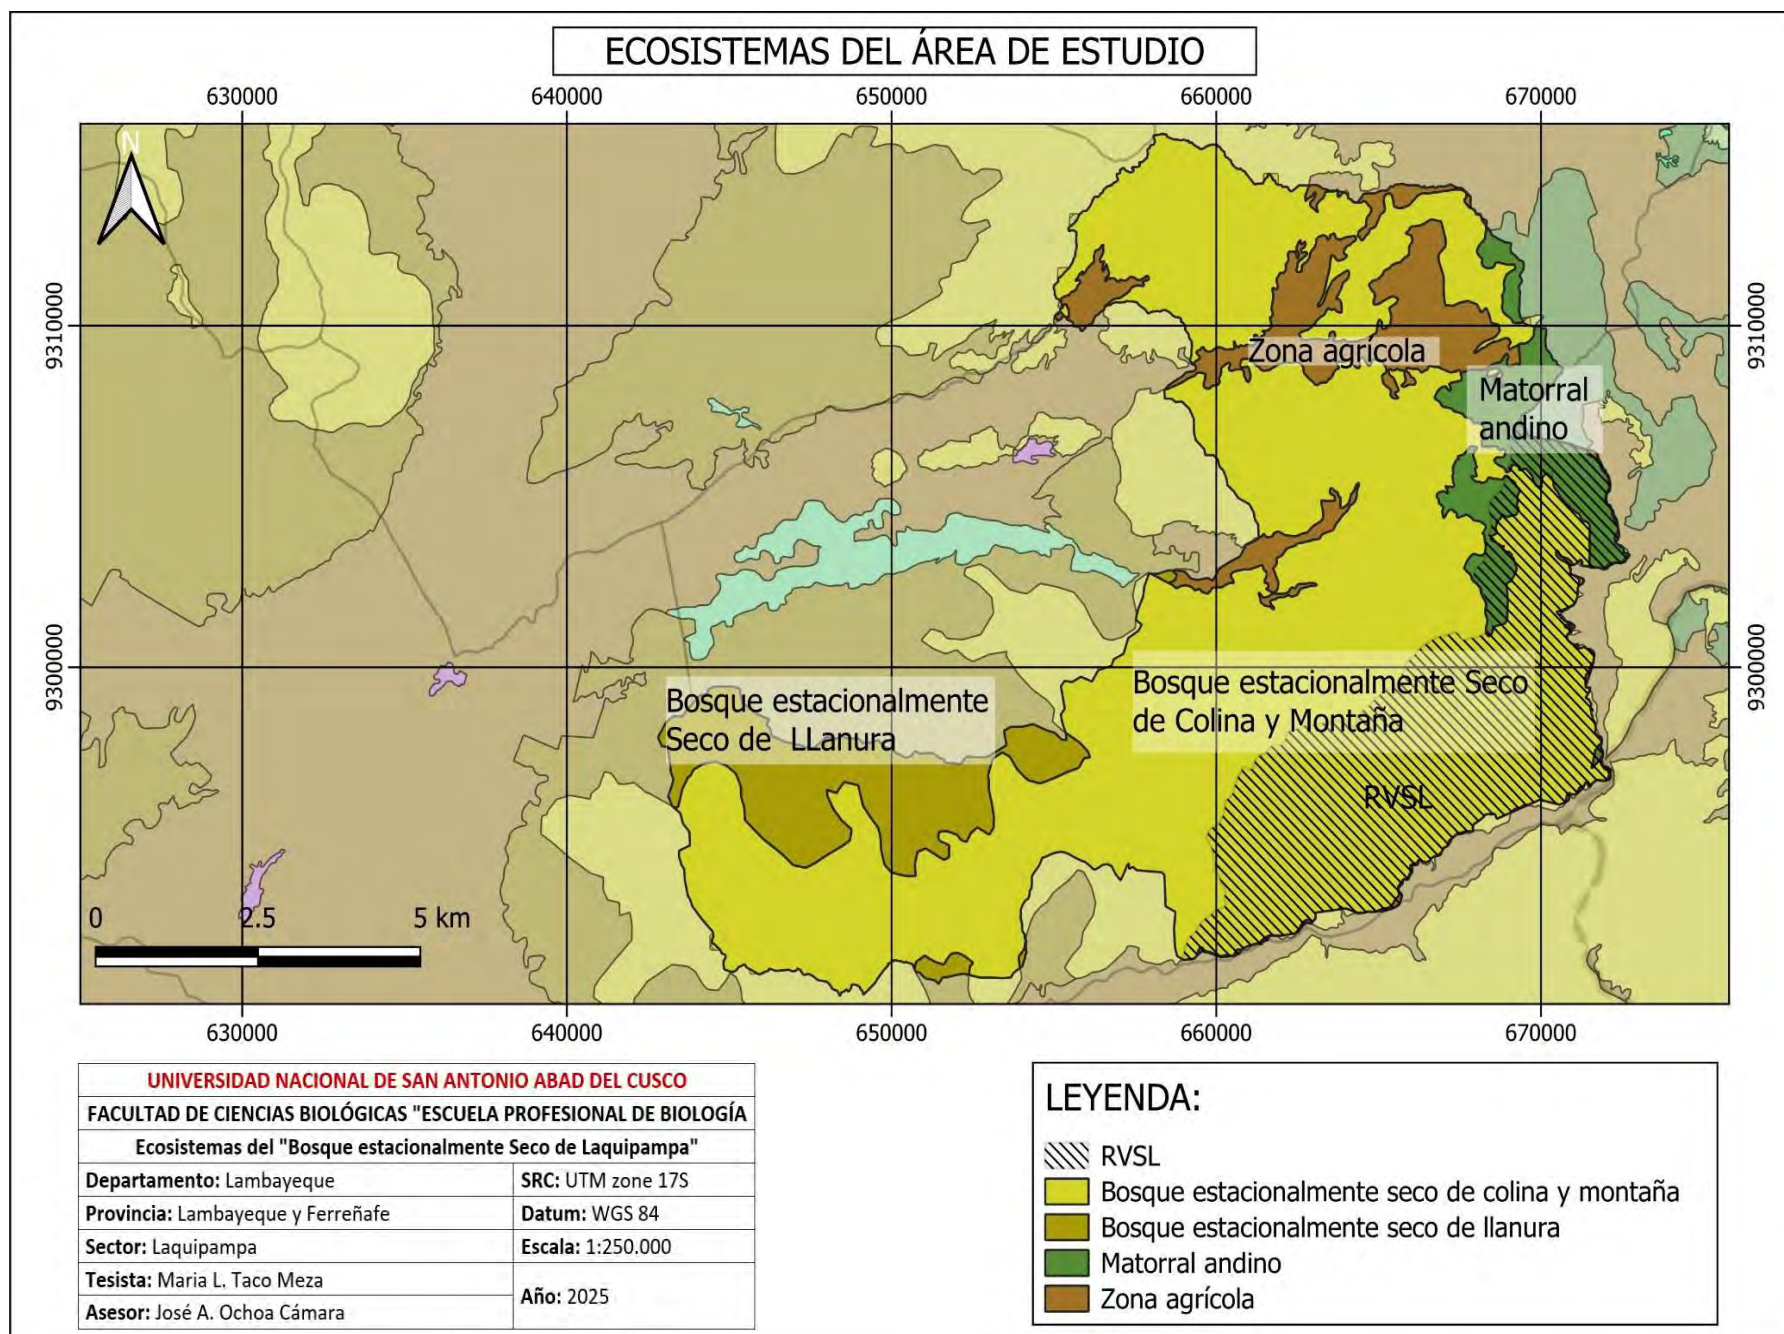 ECOSISTEMAS DEL ÁREA DE ESTUDIO
630000 640000 650000 660000 670000
N
9310000 9310000
Zona agrícola
Matorral
andino
9300000 9300000
Bosque estacionalmente
Seco de LLanura
Bosque estacionalmente Seco
de Colina y Montaña
RVSL
0 2.5 5 km
630000 640000 650000 660000 670000
UNIVERSIDAD NACIONAL DE SAN ANTONIO ABAD DEL CUSCO
FACULTAD DE CIENCIAS BIOLÓGICAS "ESCUELA PROFESIONAL DE BIOLOGÍA
Ecosistemas del "Bosque estacionalmente Seco de Laquipampa"
Departamento: Lambayeque SRC: UTM zone 17S
Provincia: Lambayeque y Ferreñafe Datum: WGS 84
Sector: Laquipampa Escala: 1:250.000
Tesista: Maria L. Taco Meza
Año: 2025
Asesor: José A. Ochoa Cámara
LEYENDA:
RVSL
Bosque estacionalmente seco de colina y montaña
Bosque estacionalmente seco de llanura
Matorral andino
Zona agrícola